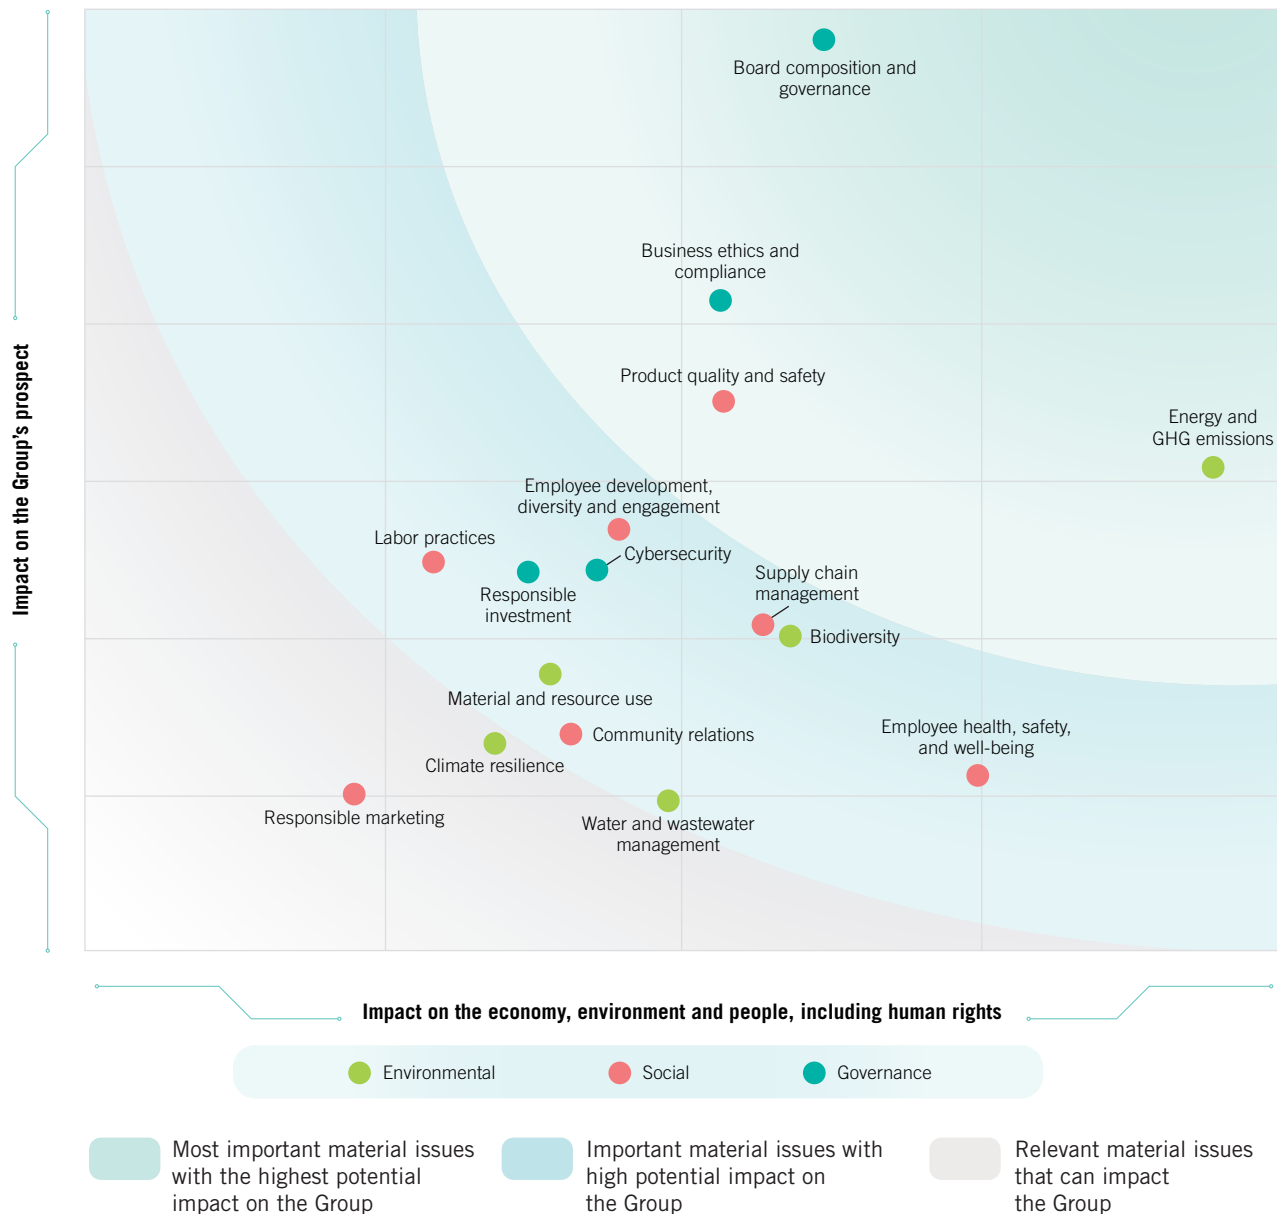 Board composition and
governance
Business ethics and
compliance
Product quality and safety
Energy and
GHG emissions
Employee development,
diversity and engagement
Labor practices
Cybersecurity
Responsible
investment
Supply chain
management
Biodiversity
Material and resource use
Community relations
Climate resilience
Employee health, safety,
and well-being
Responsible marketing
Water and wastewater
management
Impact on the Group's prospect
Impact on the economy, environment and people, including human rights
Environmental
Social
Governance
Most important material issues
with the highest potential
impact on the Group
Important material issues with
high potential impact on
the Group
Relevant material issues
that can impact
the Group